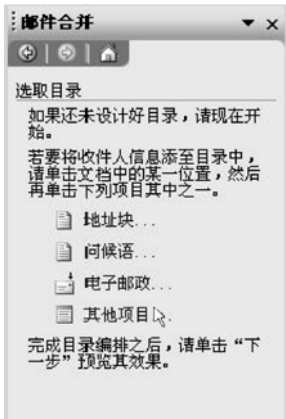 邮件合并
选取目录
如果还未设计好目录，请现在开
始。
若要将收件人信息添至目录中，
请单击文档中的某一位置，然后
再单击下列项目其中之一。
地址块...
问候语...
电子邮政...
其他项目...
完成目录编排之后，请单击“下
一步”预览其效果。